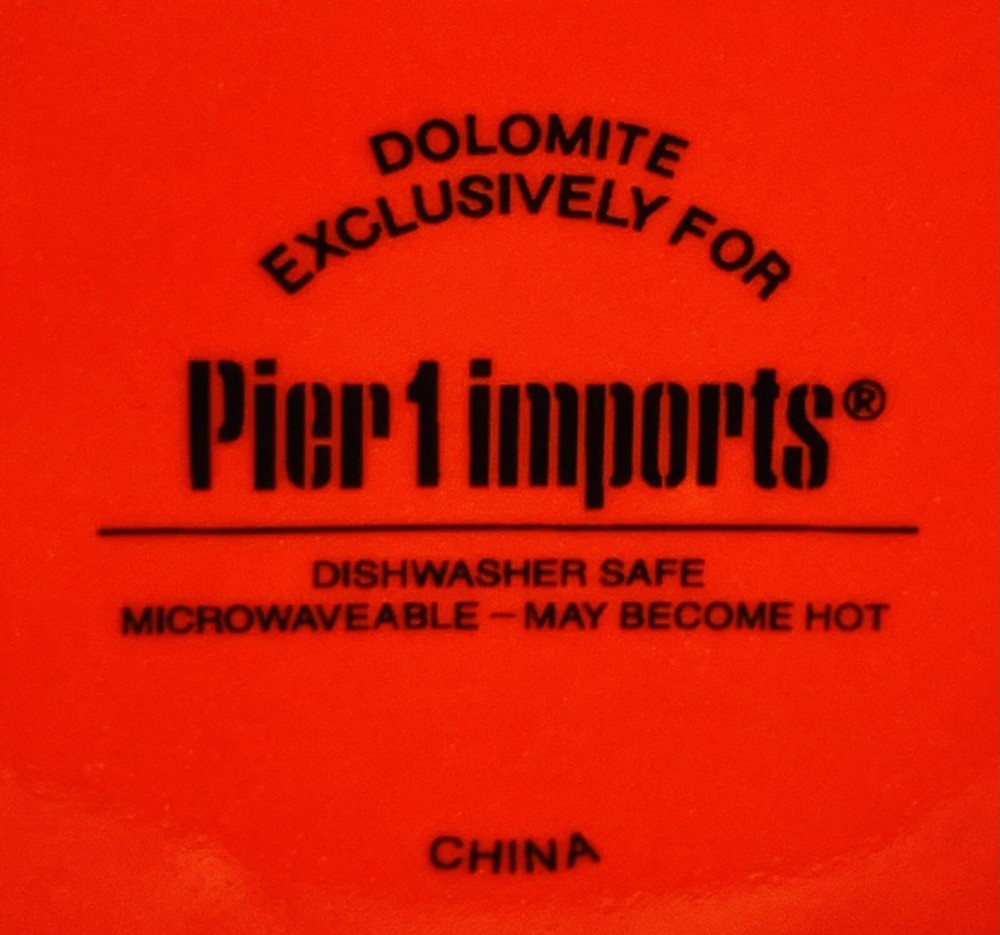 DOLOMITE
EXCLUSIVELY FOR
Pier 1 imports®
DISHWASHER SAFE
MICROWAVEABLE – MAY BECOME HOT
CHINA